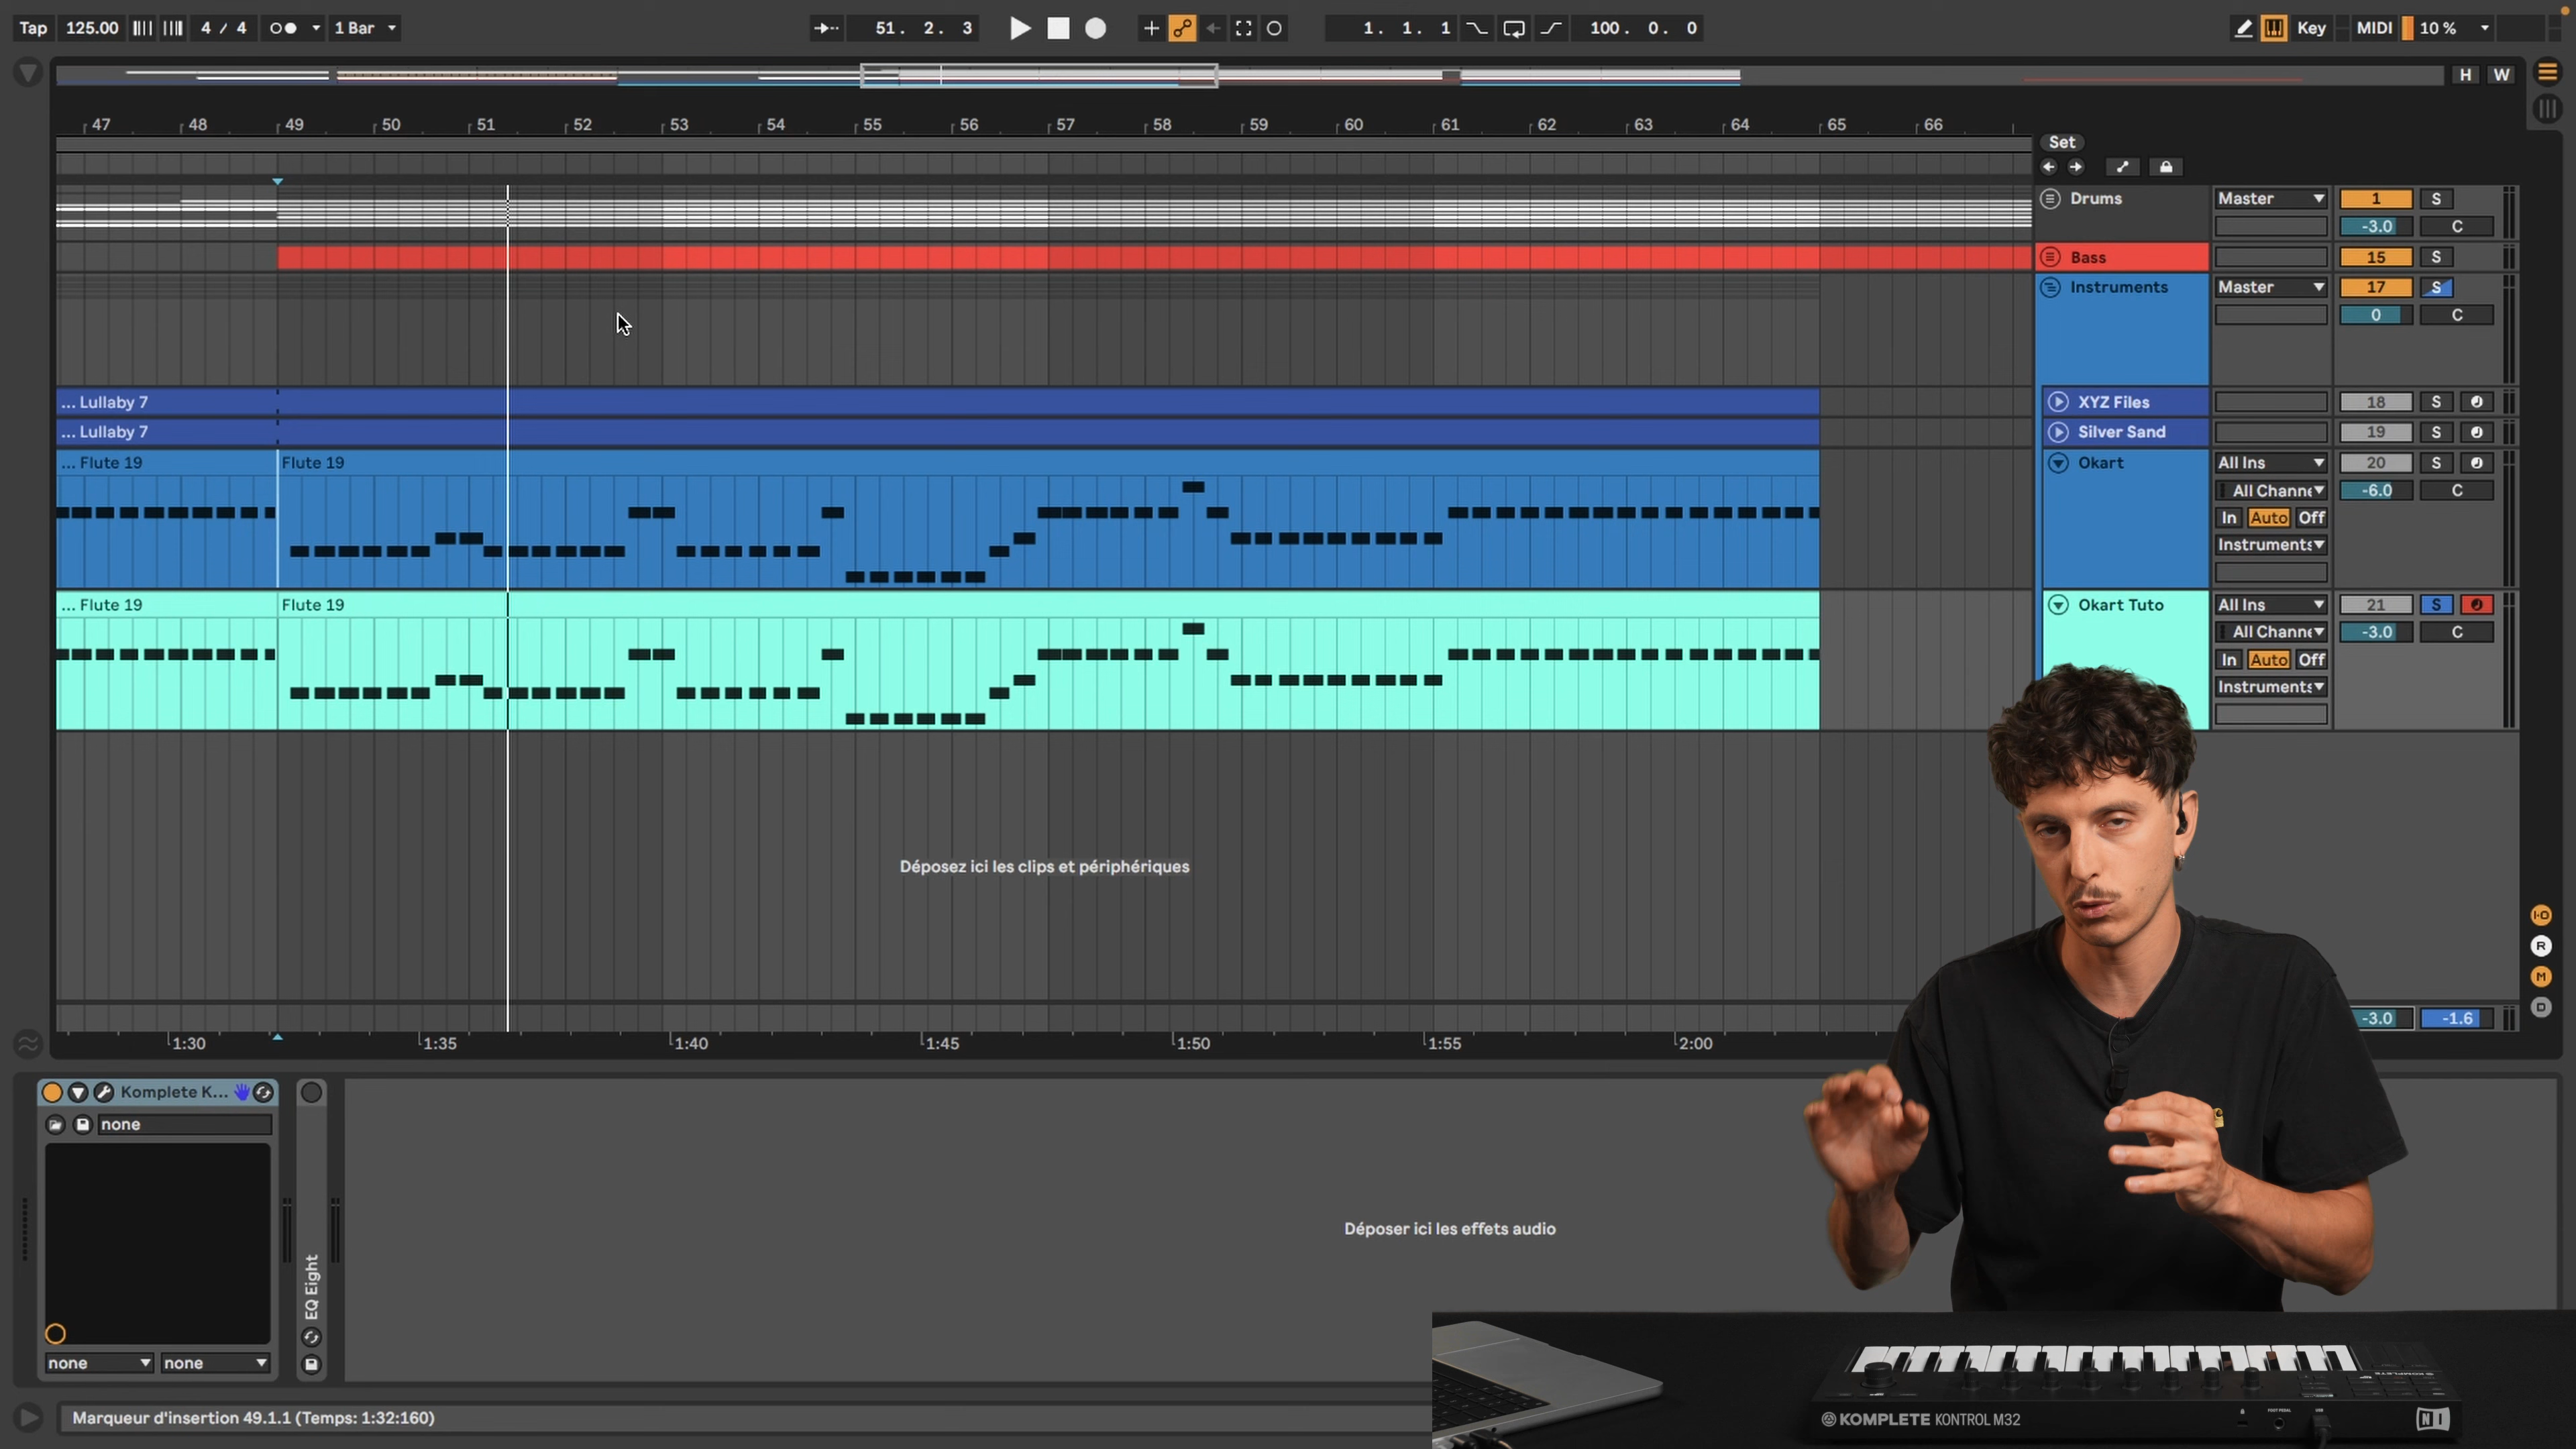 Tap 125.00 4 / 4 1 Bar 51. 2. 3 1. 1. 1 100. 0. 0 Key MIDI 10 %
H W
47 48 49 50 51 52 53 54 55 56 57 58 59 60 61 62 63 64 65 66
Set
Drums Master 1 S
-3.0 C
Bass 15 S
Instruments Master 17 S
0 C
... Lullaby 7 XYZ Files 18 S
... Lullaby 7 Silver Sand 19 S
... Flute 19 Flute 19 Okart All Ins 20 S
All Channe -6.0 C
In Auto Off
Instruments
... Flute 19 Flute 19 Okart Tuto All Ins 21 S
All Channe -3.0 C
In Auto Off
Instruments
Déposez ici les clips et périphériques
I·O
R
M
D
-3.0 -1.6
1:30 1:35 1:40 1:45 1:50 1:55 2:00
Komplete K...
none
Déposer ici les effets audio
EQ Eight
none none
Marqueur d'insertion 49.1.1 (Temps: 1:32:160)
KOMPLETE KONTROL M32